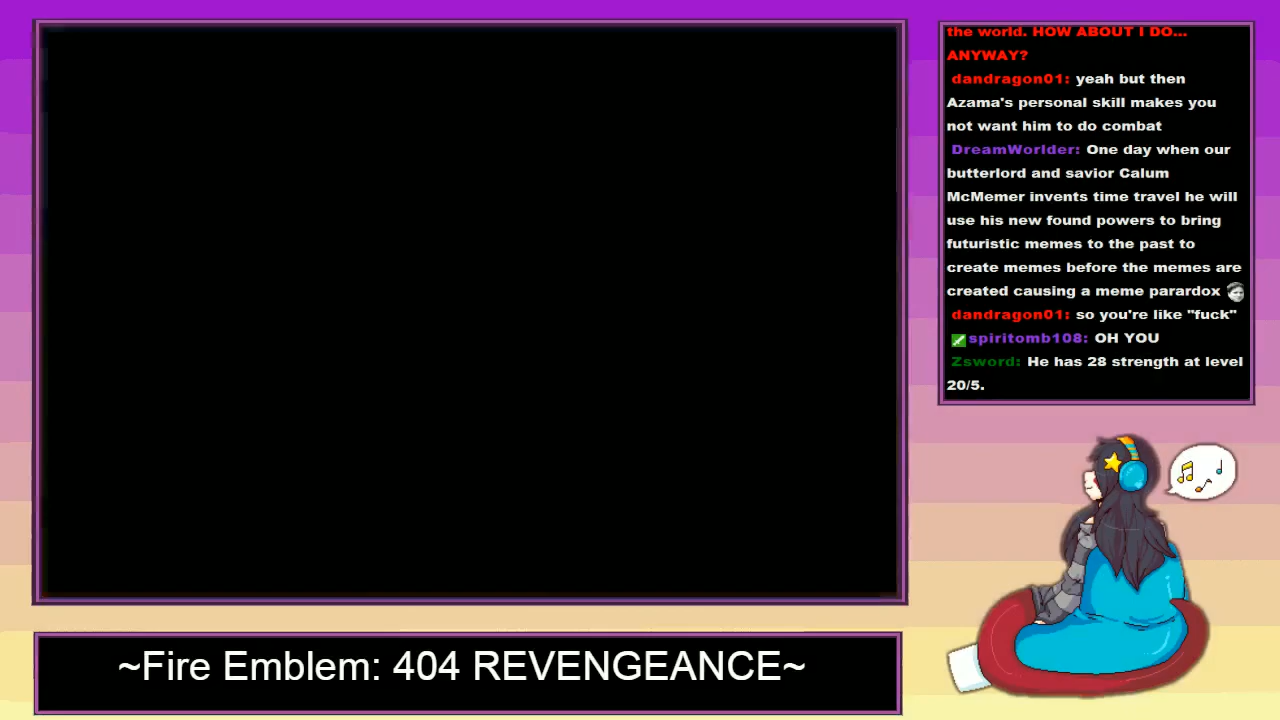 the world. HOW ABOUT I DO...
ANYWAY?
dandragon01: yeah but then
Azama's personal skill makes you
not want him to do combat
DreamWorlder: One day when our
butterlord and savior Calum
McMemer invents time travel he will
use his new found powers to bring
futuristic memes to the past to
create memes before the memes are
created causing a meme parardox
dandragon01: so you're like "fuck"
spiritomb108: OH YOU
Zsword: He has 28 strength at level
20/5.
~Fire Emblem: 404 REVENGEANCE~